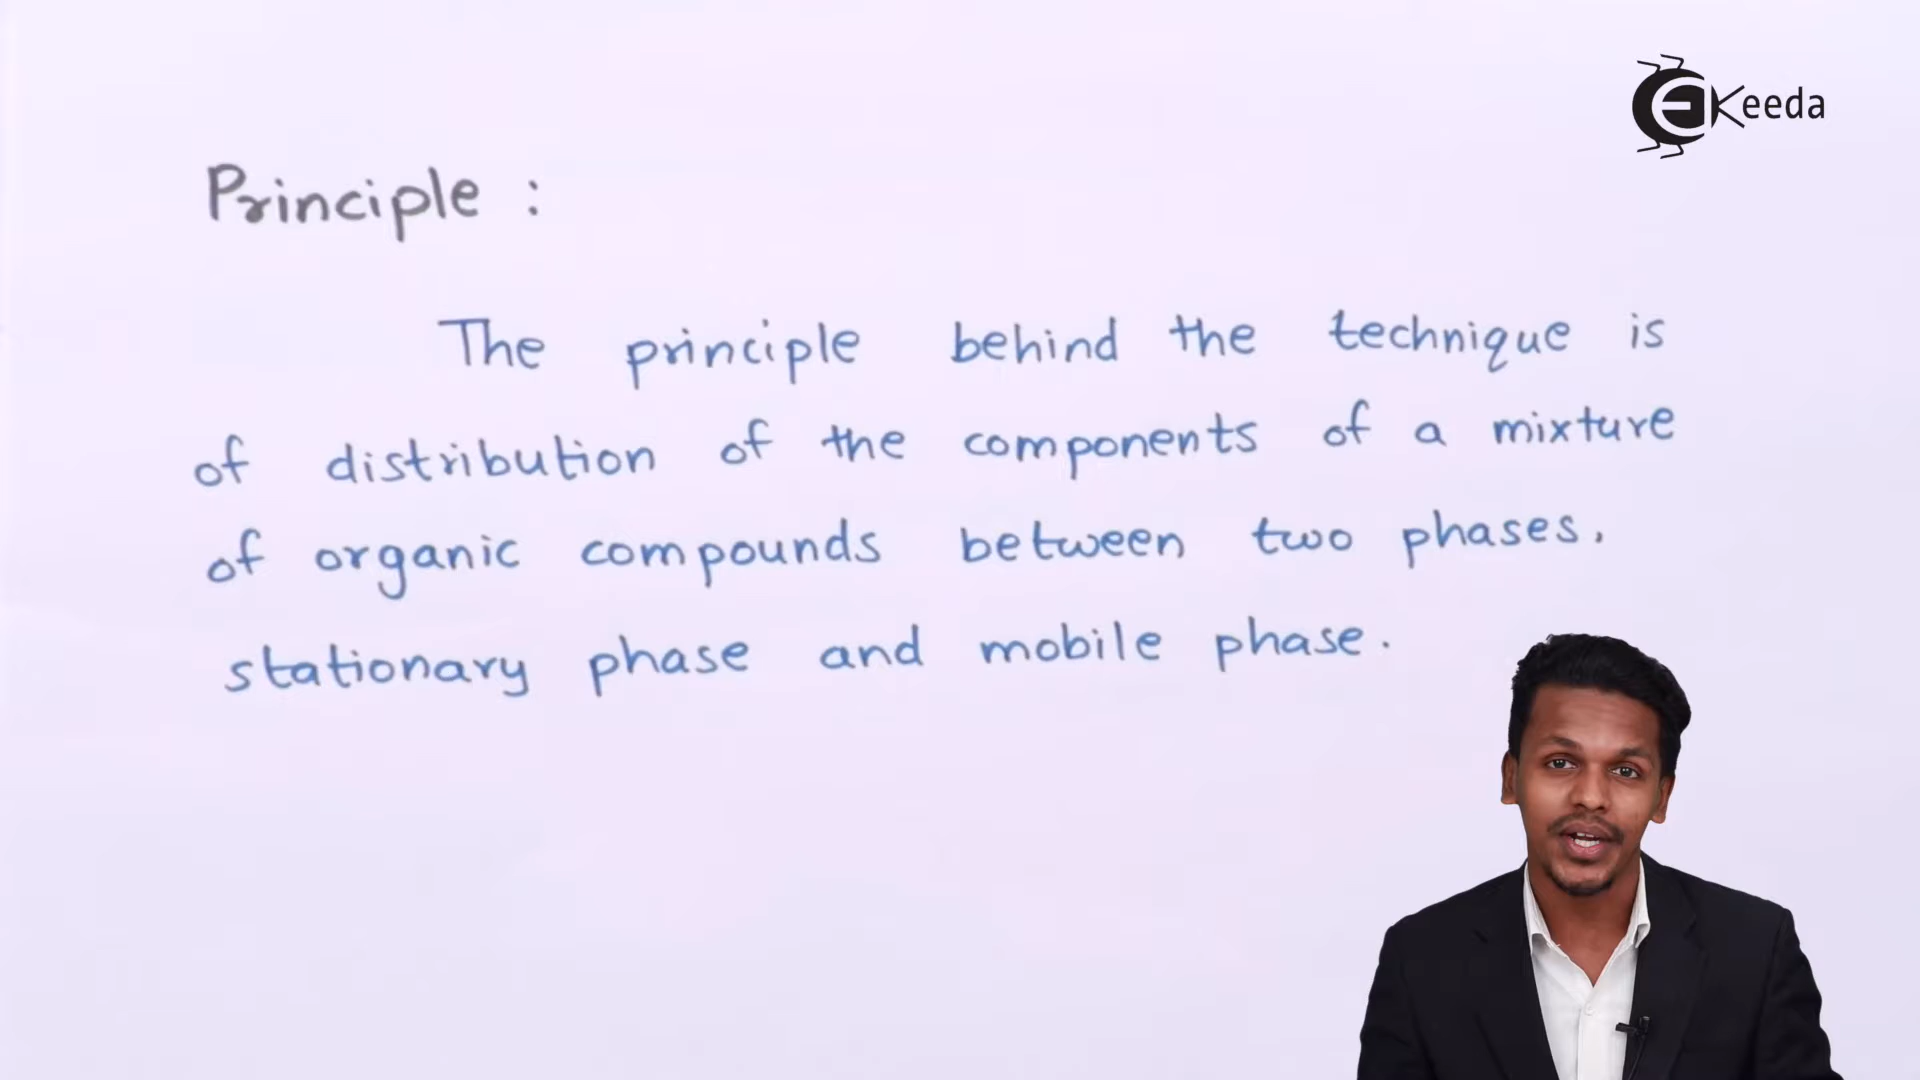 EKeeda
Principle :
The principle behind the technique is
of distribution of the components of a mixture
of organic compounds between two phases.
stationary phase and mobile phase.